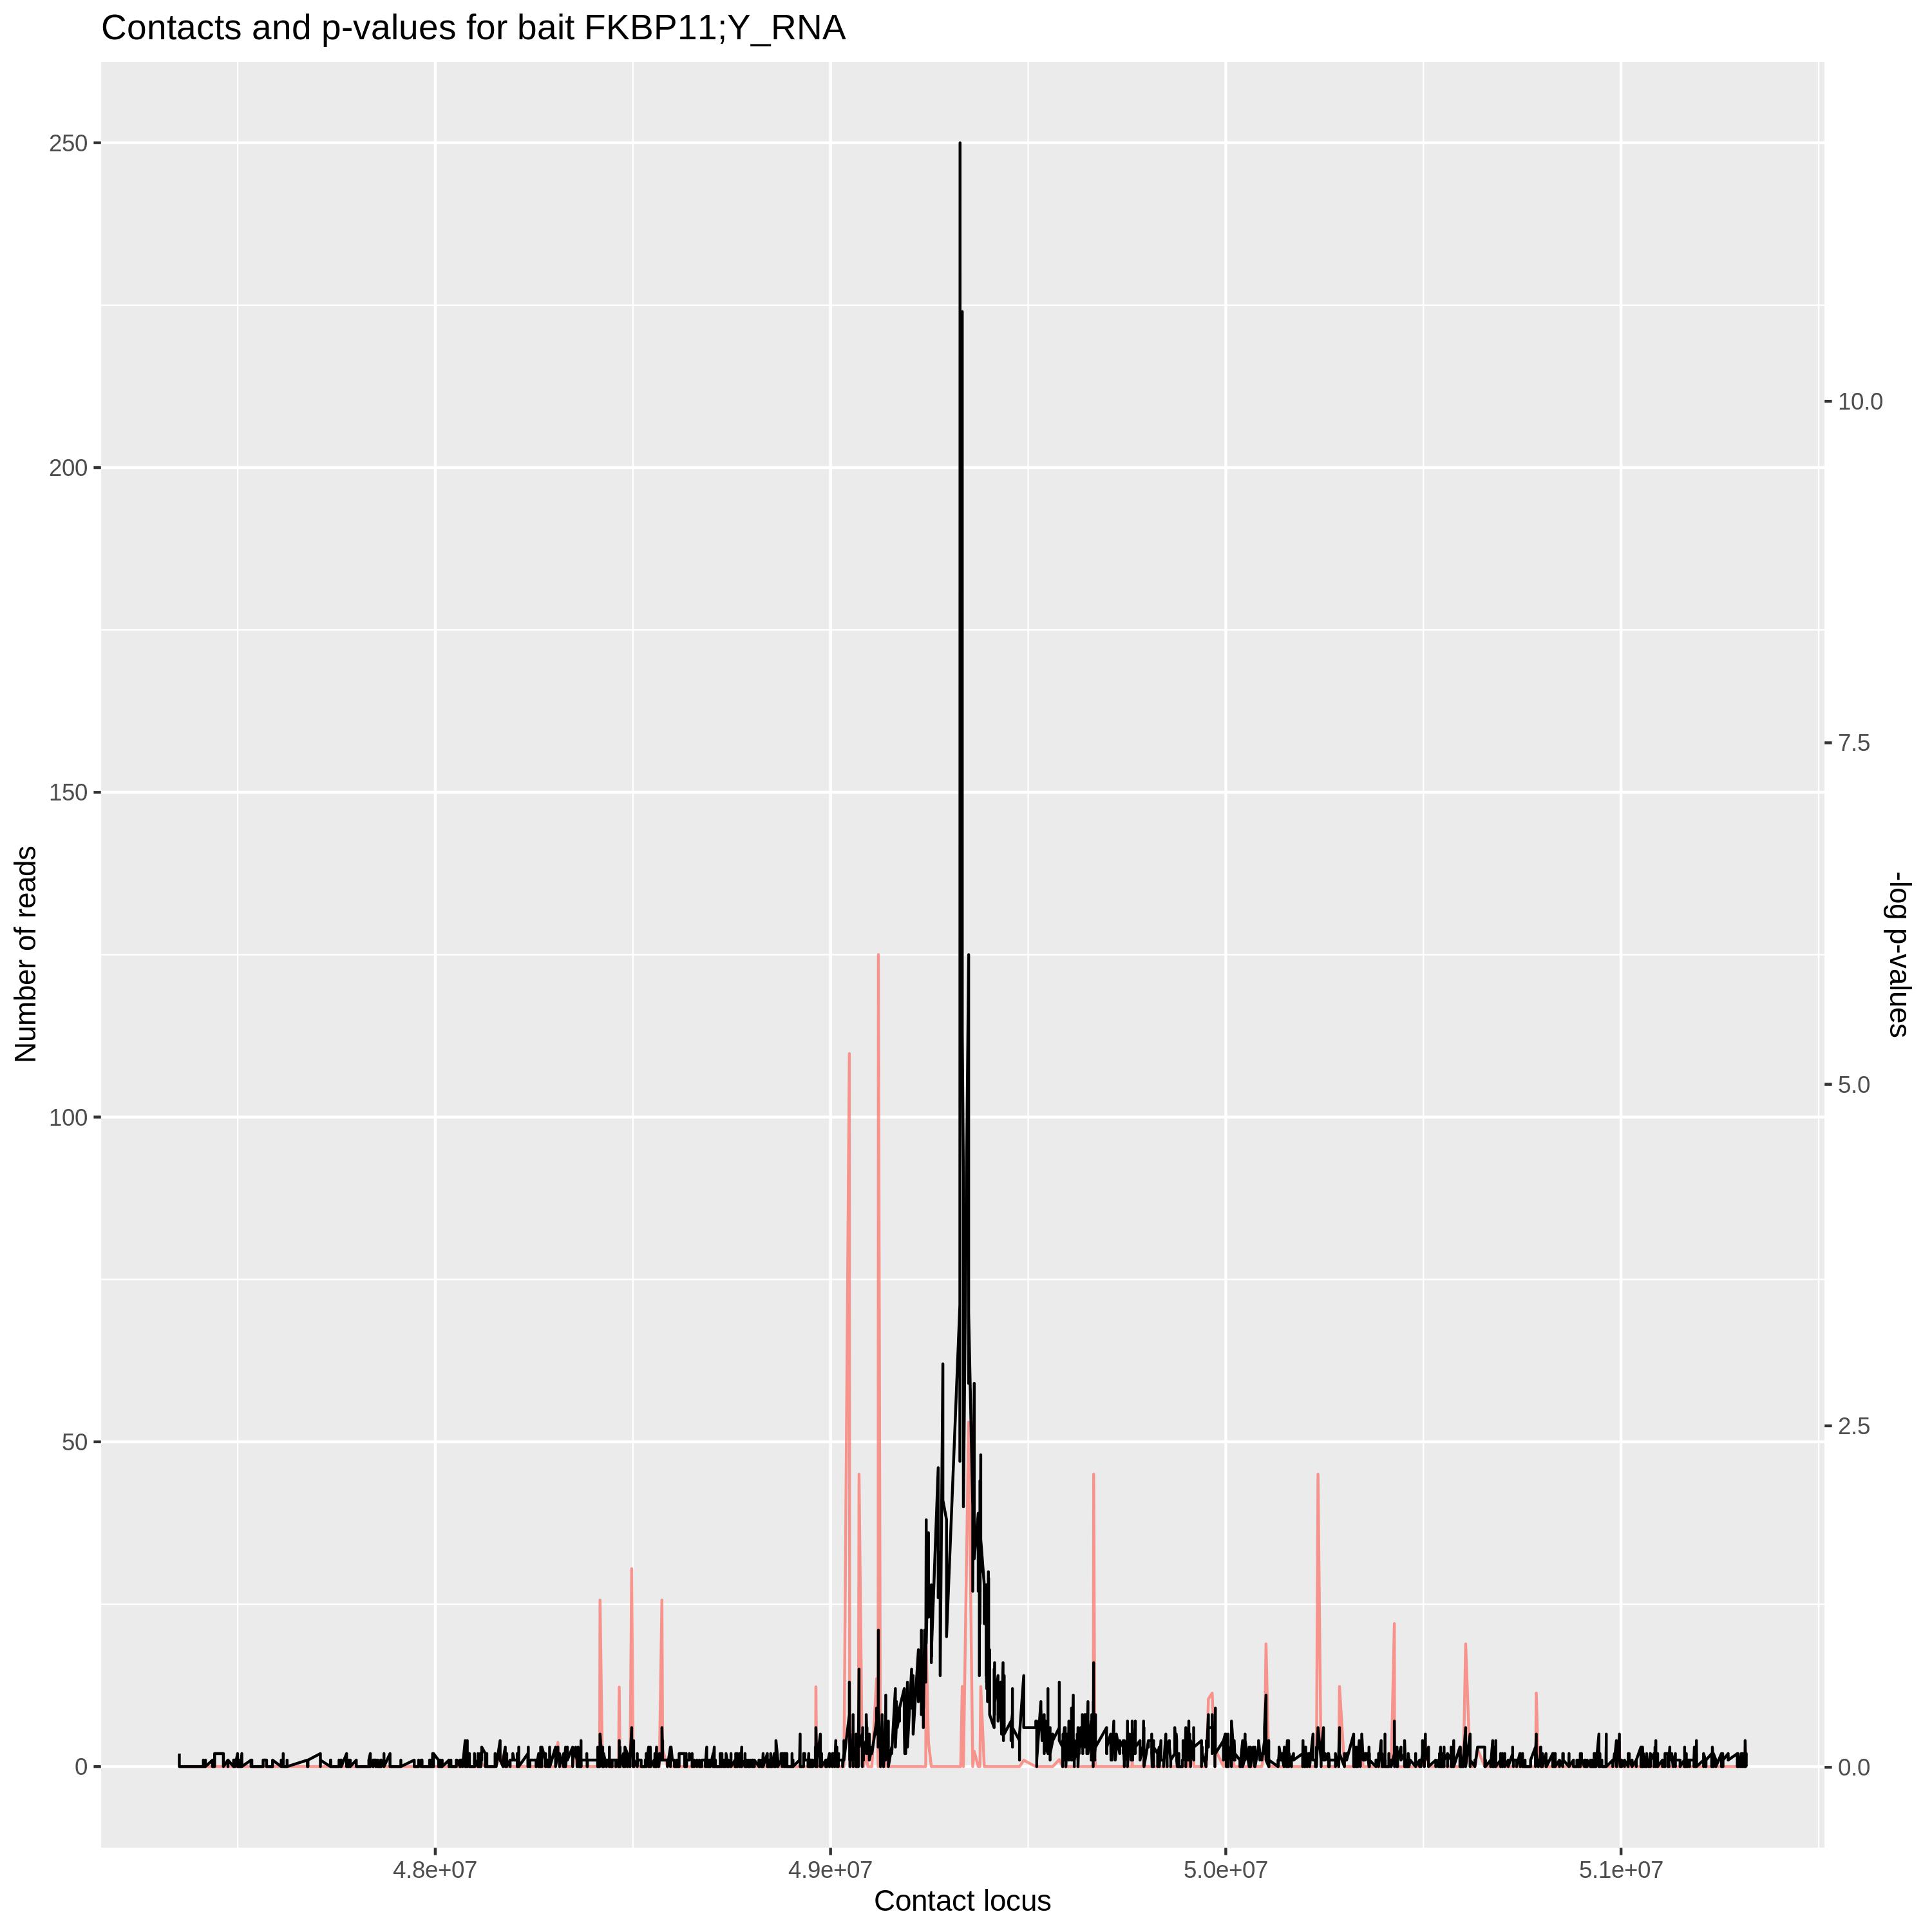 Contacts and p-values for bait FKBP11;Y_RNA
250
200
150
100
50
0
Number of reads
10.0
7.5
5.0
2.5
0.0
-log p-values
4.8e+07
4.9e+07
5.0e+07
5.1e+07
Contact locus